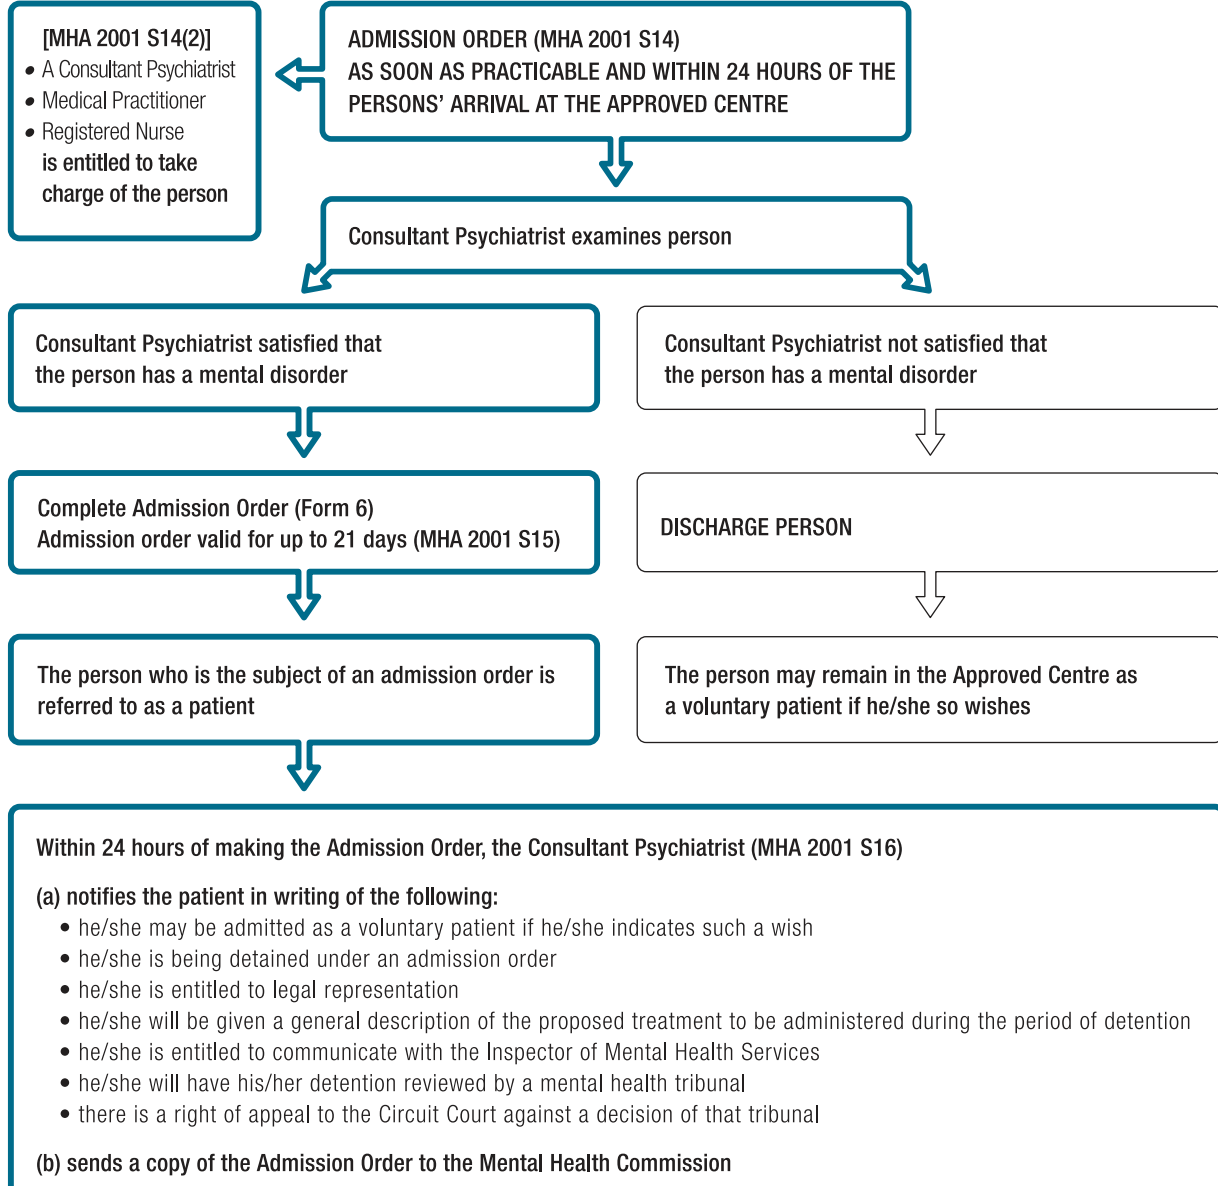 [MHA 2001 S14(2)]
• A Consultant Psychiatrist
• Medical Practitioner
• Registered Nurse
is entitled to take
charge of the person
ADMISSION ORDER (MHA 2001 S14)
AS SOON AS PRACTICABLE AND WITHIN 24 HOURS OF THE
PERSONS’ ARRIVAL AT THE APPROVED CENTRE
Consultant Psychiatrist examines person
Consultant Psychiatrist satisfied that
the person has a mental disorder
Consultant Psychiatrist not satisfied that
the person has a mental disorder
Complete Admission Order (Form 6)
Admission order valid for up to 21 days (MHA 2001 S15)
DISCHARGE PERSON
The person who is the subject of an admission order is
referred to as a patient
The person may remain in the Approved Centre as
a voluntary patient if he/she so wishes
Within 24 hours of making the Admission Order, the Consultant Psychiatrist (MHA 2001 S16)
(a) notifies the patient in writing of the following:
• he/she may be admitted as a voluntary patient if he/she indicates such a wish
• he/she is being detained under an admission order
• he/she is entitled to legal representation
• he/she will be given a general description of the proposed treatment to be administered during the period of detention
• he/she is entitled to communicate with the Inspector of Mental Health Services
• he/she will have his/her detention reviewed by a mental health tribunal
• there is a right of appeal to the Circuit Court against a decision of that tribunal
(b) sends a copy of the Admission Order to the Mental Health Commission